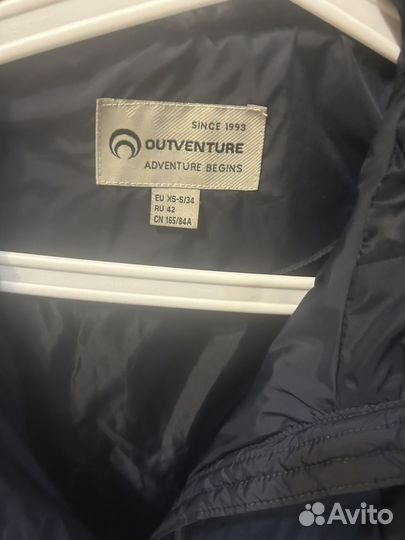 SINCE 1993
OUTVENTURE
ADVENTURE BEGINS
EU XS-S/34
RU 42
CN 165/84A
Avito